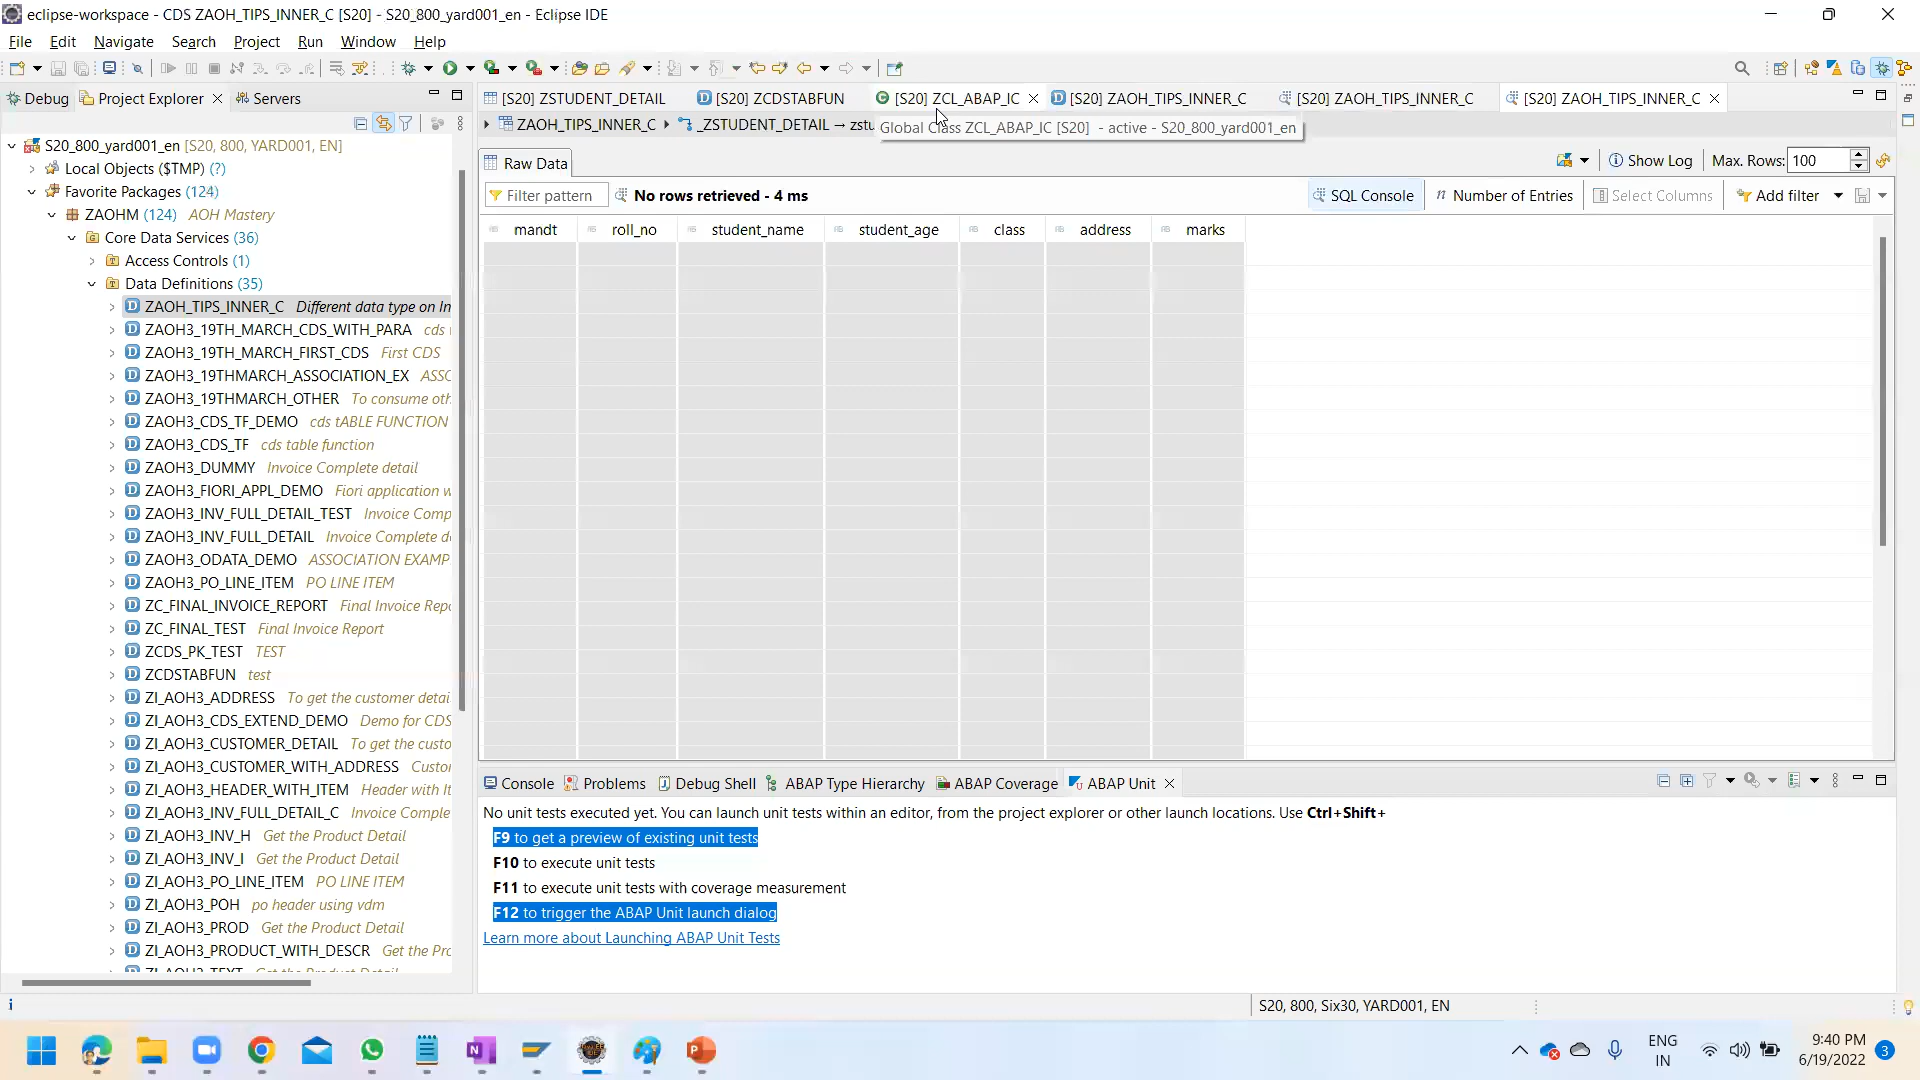 eclipse-workspace - CDS ZAOH_TIPS_INNER_C [S20] - S20_800_yard001_en - Eclipse IDE
File Edit Navigate Search Project Run Window Help
Debug Project Explorer Servers
[S20] ZSTUDENT_DETAIL [S20] ZCDSTABFUN [S20] ZCL_ABAP_IC [S20] ZAOH_TIPS_INNER_C [S20] ZAOH_TIPS_INNER_C [S20] ZAOH_TIPS_INNER_C
ZAOH_TIPS_INNER_C _ZSTUDENT_DETAIL → zstu
Global Class ZCL_ABAP_IC [S20] - active - S20_800_yard001_en
S20_800_yard001_en [S20, 800, YARD001, EN]
Local Objects ($TMP) (?)
Favorite Packages (124)
ZAOHM (124) AOH Mastery
Core Data Services (36)
Access Controls (1)
Data Definitions (35)
ZAOH_TIPS_INNER_C Different data type on In
ZAOH3_19TH_MARCH_CDS_WITH_PARA cds
ZAOH3_19TH_MARCH_FIRST_CDS First CDS
ZAOH3_19THMARCH_ASSOCIATION_EX ASSC
ZAOH3_19THMARCH_OTHER To consume oth
ZAOH3_CDS_TF_DEMO cds tABLE FUNCTION
ZAOH3_CDS_TF cds table function
ZAOH3_DUMMY Invoice Complete detail
ZAOH3_FIORI_APPL_DEMO Fiori application w
ZAOH3_INV_FULL_DETAIL_TEST Invoice Comp
ZAOH3_INV_FULL_DETAIL Invoice Complete de
ZAOH3_ODATA_DEMO ASSOCIATION EXAMP
ZAOH3_PO_LINE_ITEM PO LINE ITEM
ZC_FINAL_INVOICE_REPORT Final Invoice Repo
ZC_FINAL_TEST Final Invoice Report
ZCDS_PK_TEST TEST
ZCDSTABFUN test
ZI_AOH3_ADDRESS To get the customer detai
ZI_AOH3_CDS_EXTEND_DEMO Demo for CDS
ZI_AOH3_CUSTOMER_DETAIL To get the custo
ZI_AOH3_CUSTOMER_WITH_ADDRESS Custor
ZI_AOH3_HEADER_WITH_ITEM Header with It
ZI_AOH3_INV_FULL_DETAIL_C Invoice Comple
ZI_AOH3_INV_H Get the Product Detail
ZI_AOH3_INV_I Get the Product Detail
ZI_AOH3_PO_LINE_ITEM PO LINE ITEM
ZI_AOH3_POH po header using vdm
ZI_AOH3_PROD Get the Product Detail
ZI_AOH3_PRODUCT_WITH_DESCR Get the Pro
Raw Data Show Log Max. Rows: 100
Filter pattern No rows retrieved - 4 ms SQL Console Number of Entries Select Columns Add filter
mandt roll_no student_name student_age class address marks
Console Problems Debug Shell ABAP Type Hierarchy ABAP Coverage ABAP Unit
No unit tests executed yet. You can launch unit tests within an editor, from the project explorer or other launch locations. Use Ctrl+Shift+
F9 to get a preview of existing unit tests
F10 to execute unit tests
F11 to execute unit tests with coverage measurement
F12 to trigger the ABAP Unit launch dialog
Learn more about Launching ABAP Unit Tests
S20, 800, Six30, YARD001, EN
ENG
IN
9:40 PM
6/19/2022
3